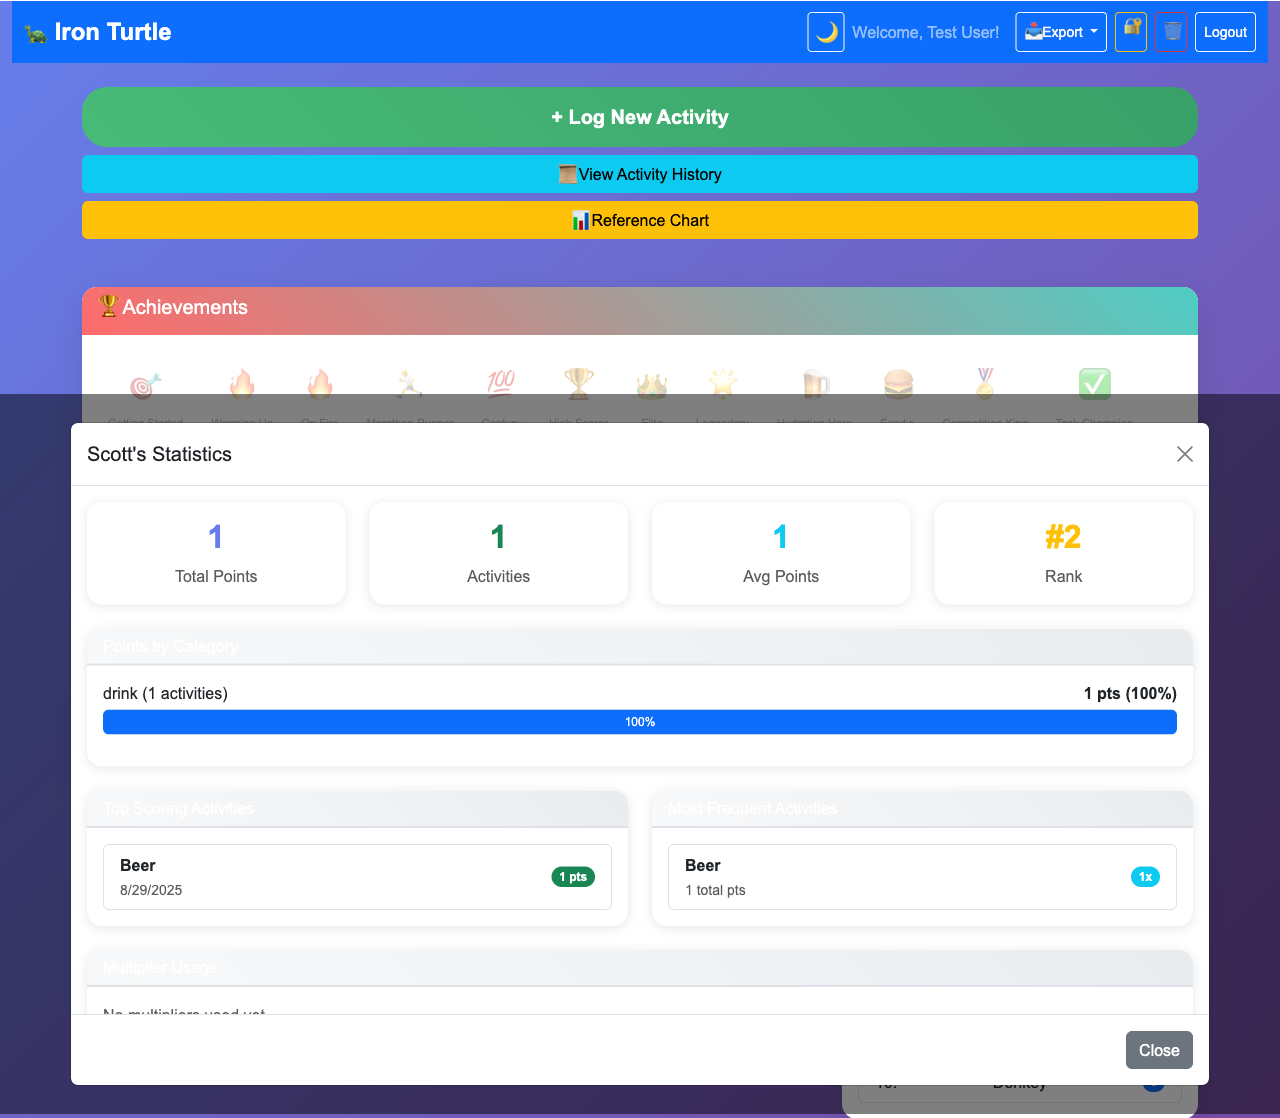 Iron Turtle
Welcome, Test User!
Export
Logout
+ Log New Activity
View Activity History
Reference Chart
Achievements
100
Getting Started Warming Up On Fire Marathon Runner Century High Scorer Elite Legendary Hydration Hero Foodie Competition King Task Champion
Scott's Statistics
1
Total Points
1
Activities
1
Avg Points
#2
Rank
Points by Category
drink (1 activities)
1 pts (100%)
100%
Top Scoring Activities
Beer
8/29/2025
1 pts
Most Frequent Activities
Beer
1 total pts
1x
Multiplier Usage
No multipliers used yet
Close
10.
Donkey